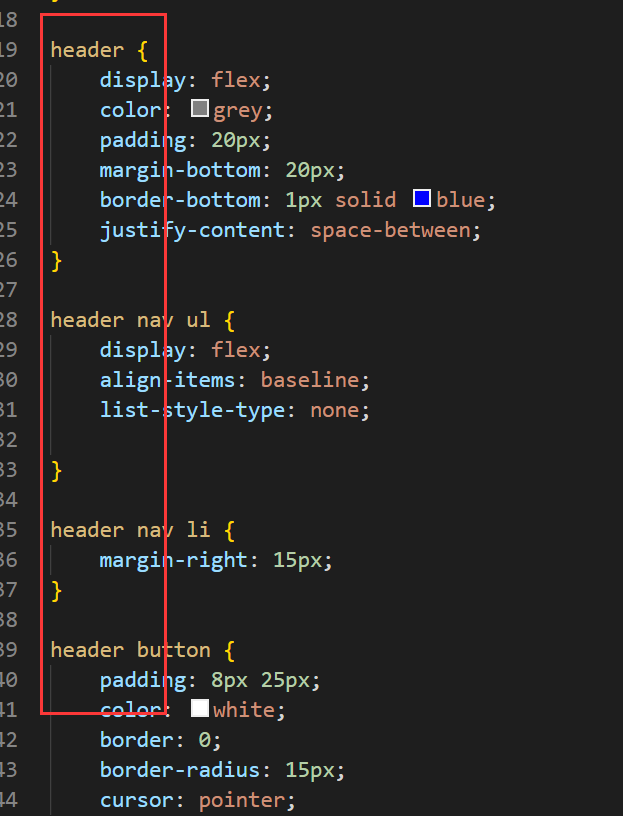 18
19 header {
20     display: flex;
21     color: grey;
22     padding: 20px;
23     margin-bottom: 20px;
24     border-bottom: 1px solid blue;
25     justify-content: space-between;
26 }
27
28 header nav ul {
29     display: flex;
30     align-items: baseline;
31     list-style-type: none;
32
33 }
34
35 header nav li {
36     margin-right: 15px;
37 }
38
39 header button {
40     padding: 8px 25px;
41     color: white;
42     border: 0;
43     border-radius: 15px;
44     cursor: pointer;